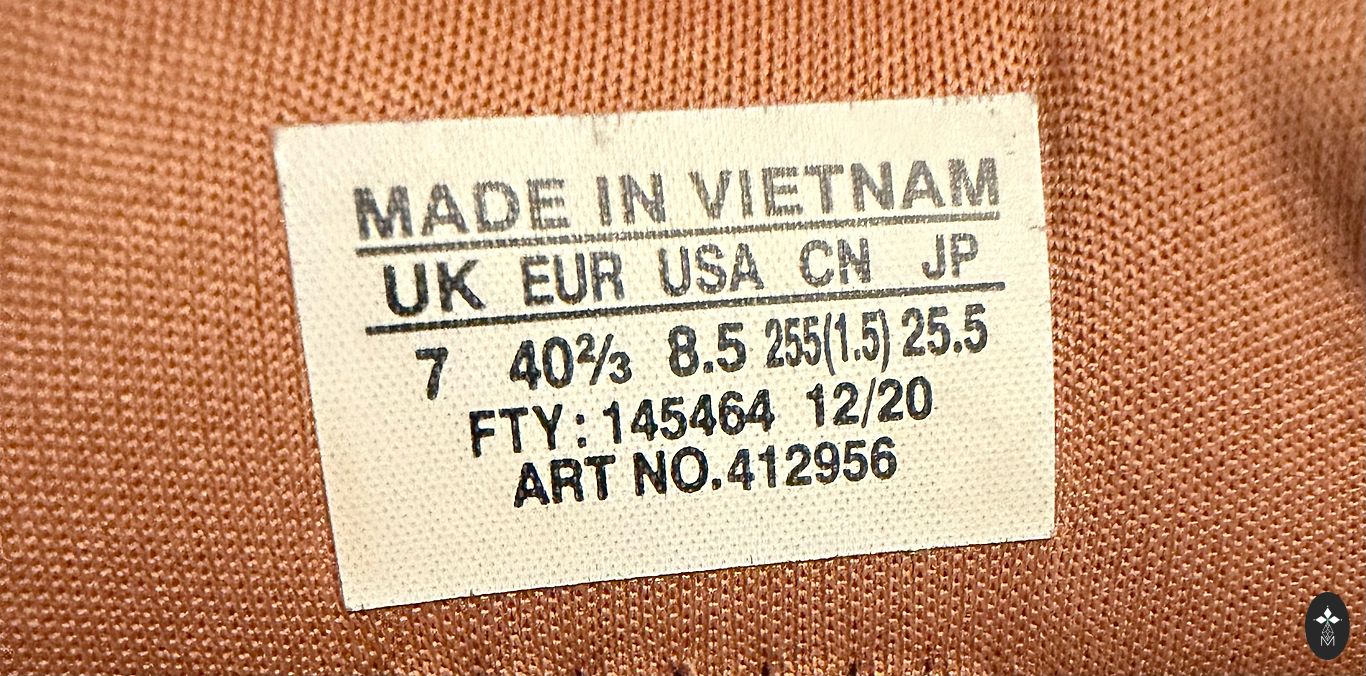 MADE IN VIETNAM
UK EUR USA CN JP
7 40⅔ 8.5 255(1.5) 25.5
FTY: 145464 12/20
ART NO.412956
M